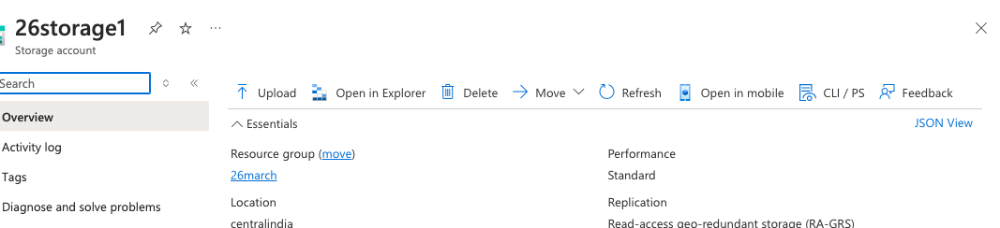 26storage1
Storage account
Search
Overview
Activity log
Tags
Diagnose and solve problems
Upload Open in Explorer Delete Move Refresh Open in mobile CLI / PS Feedback
Essentials JSON View
Resource group (move) Performance
26march Standard
Location Replication
centralindia Read-access geo-redundant storage (RA-GRS)